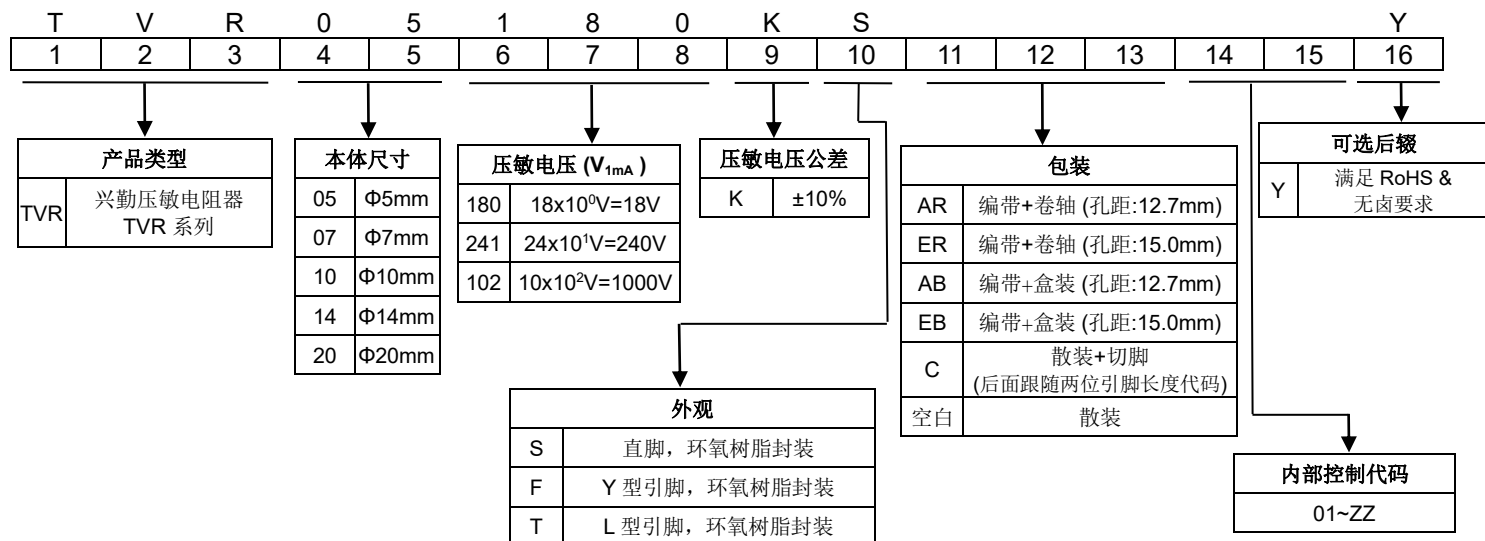 T V R 0 5 1 8 0 K S Y
1 2 3 4 5 6 7 8 9 10 11 12 13 14 15 16
产品类型
TVR 兴勤压敏电阻器
TVR 系列
本体尺寸
05 Φ5mm
07 Φ7mm
10 Φ10mm
14 Φ14mm
20 Φ20mm
压敏电压 (V1mA )
180 18x10⁰V=18V
241 24x10¹V=240V
102 10x10²V=1000V
压敏电压公差
K ±10%
包装
AR 编带+卷轴 (孔距:12.7mm)
ER 编带+卷轴 (孔距:15.0mm)
AB 编带+盒装 (孔距:12.7mm)
EB 编带+盒装 (孔距:15.0mm)
C 散装+切脚
(后面跟随两位引脚长度代码)
空白 散装
可选后辍
Y 满足 RoHS &
无卤要求
外观
S 直脚，环氧树脂封装
F Y 型引脚，环氧树脂封装
T L 型引脚，环氧树脂封装
内部控制代码
01~ZZ